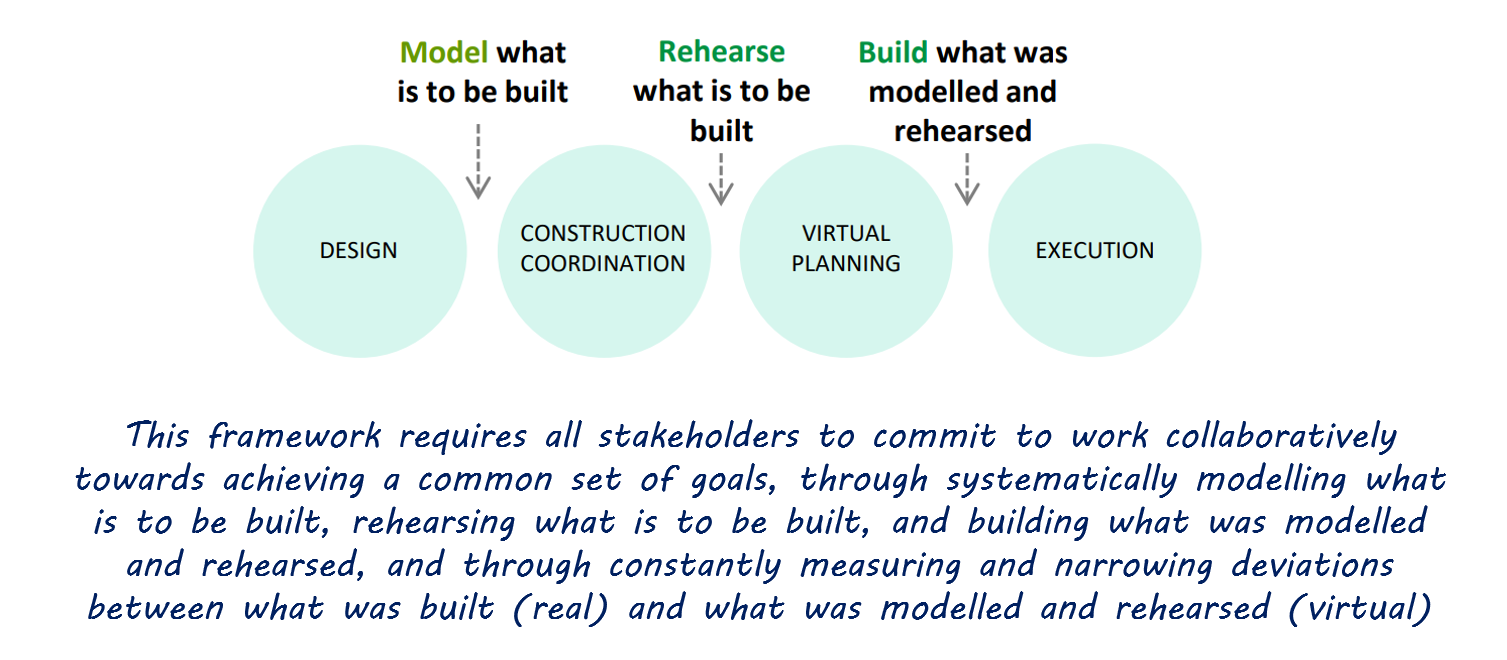 Model what
is to be built
Rehearse
what is to be
built
Build what was
modelled and
rehearsed
DESIGN
CONSTRUCTION
COORDINATION
VIRTUAL
PLANNING
EXECUTION
This framework requires all stakeholders to commit to work collaboratively
towards achieving a common set of goals, through systematically modelling what
is to be built, rehearsing what is to be built, and building what was modelled
and rehearsed, and through constantly measuring and narrowing deviations
between what was built (real) and what was modelled and rehearsed (virtual)